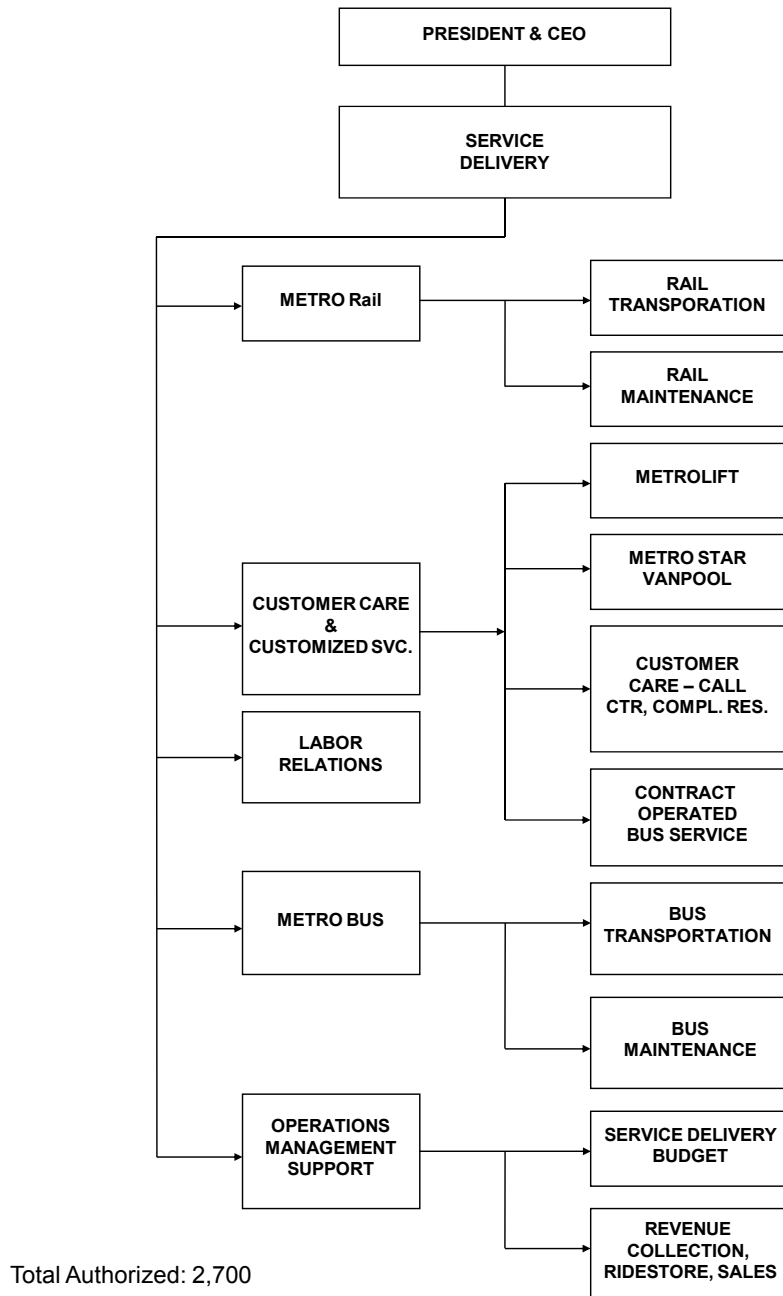 PRESIDENT & CEO
SERVICE
DELIVERY
METRO Rail
RAIL
TRANSPORATION
RAIL
MAINTENANCE
METROLIFT
METRO STAR
VANPOOL
CUSTOMER CARE
&
CUSTOMIZED SVC.
CUSTOMER
CARE – CALL
CTR, COMPL. RES.
LABOR
RELATIONS
CONTRACT
OPERATED
BUS SERVICE
METRO BUS
BUS
TRANSPORTATION
BUS
MAINTENANCE
OPERATIONS
MANAGEMENT
SUPPORT
SERVICE DELIVERY
BUDGET
REVENUE
COLLECTION,
RIDESTORE, SALES
Total Authorized: 2,700